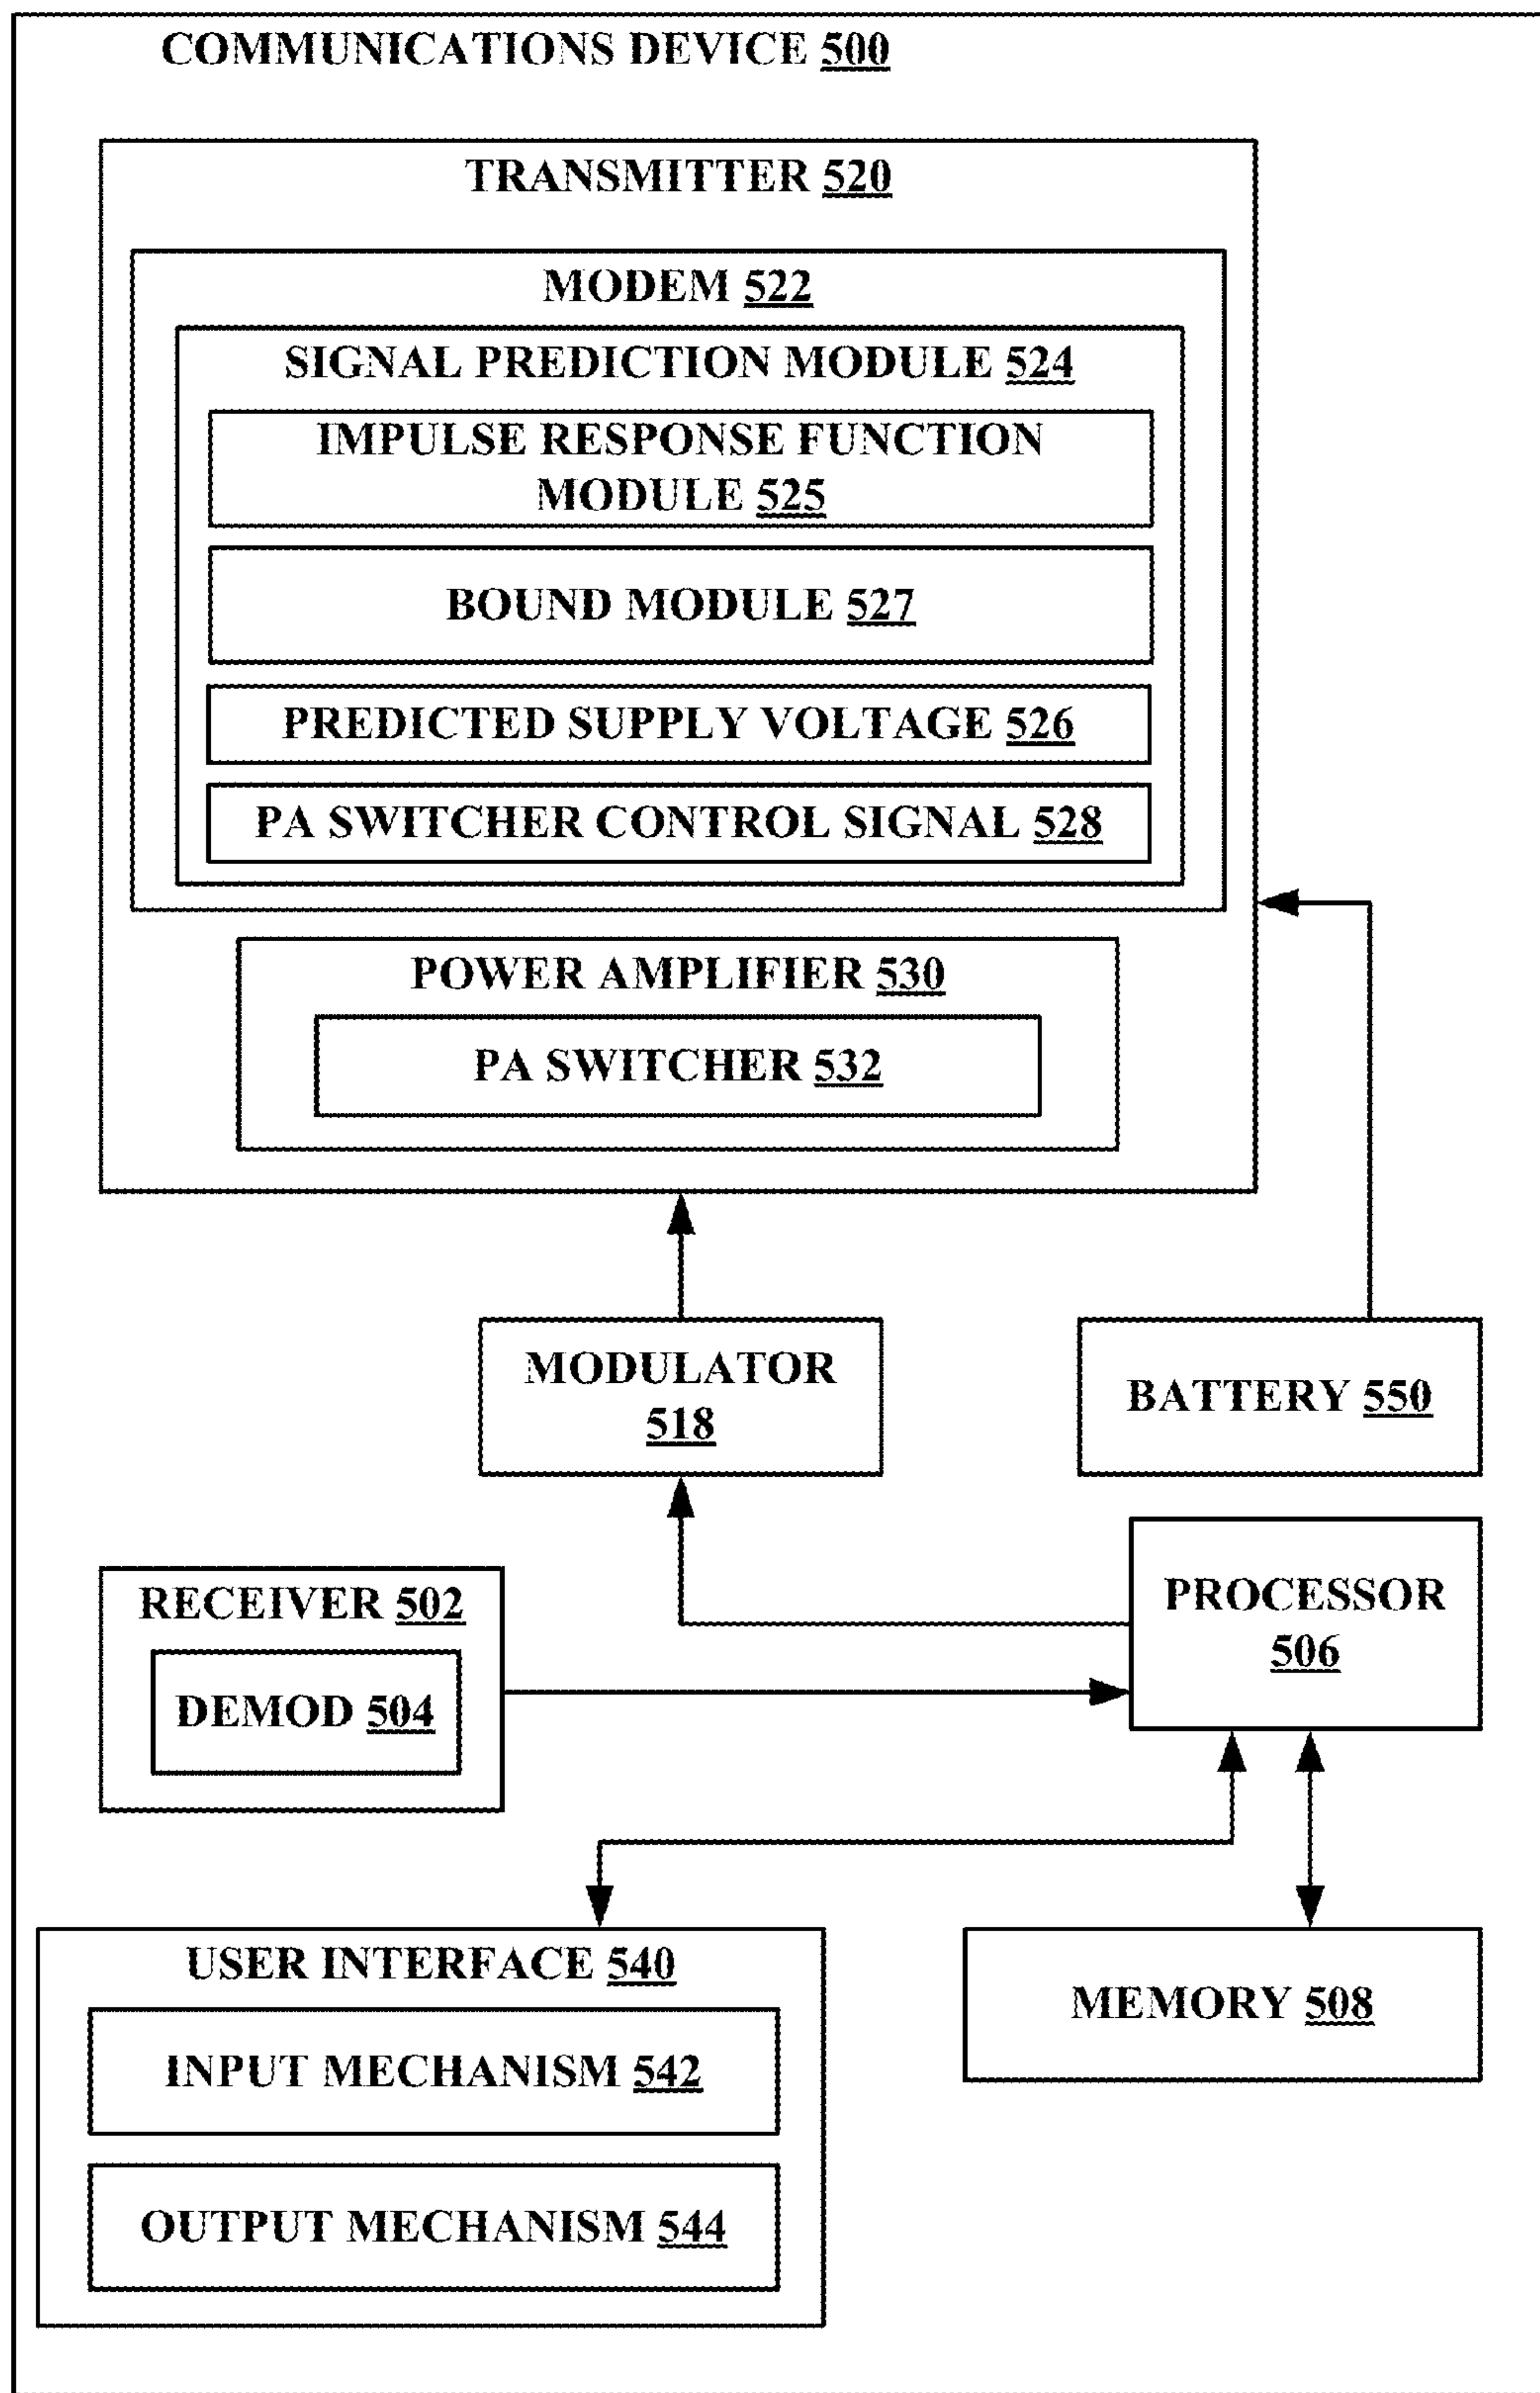 COMMUNICATIONS DEVICE 500
TRANSMITTER 520
MODEM 522
SIGNAL PREDICTION MODULE 524
IMPULSE RESPONSE FUNCTION
MODULE 525
BOUND MODULE 527
PREDICTED SUPPLY VOLTAGE 526
PA SWITCHER CONTROL SIGNAL 528
POWER AMPLIFIER 530
PA SWITCHER 532
MODULATOR
518
BATTERY 550
RECEIVER 502
DEMOD 504
PROCESSOR
506
USER INTERFACE 540
INPUT MECHANISM 542
OUTPUT MECHANISM 544
MEMORY 508